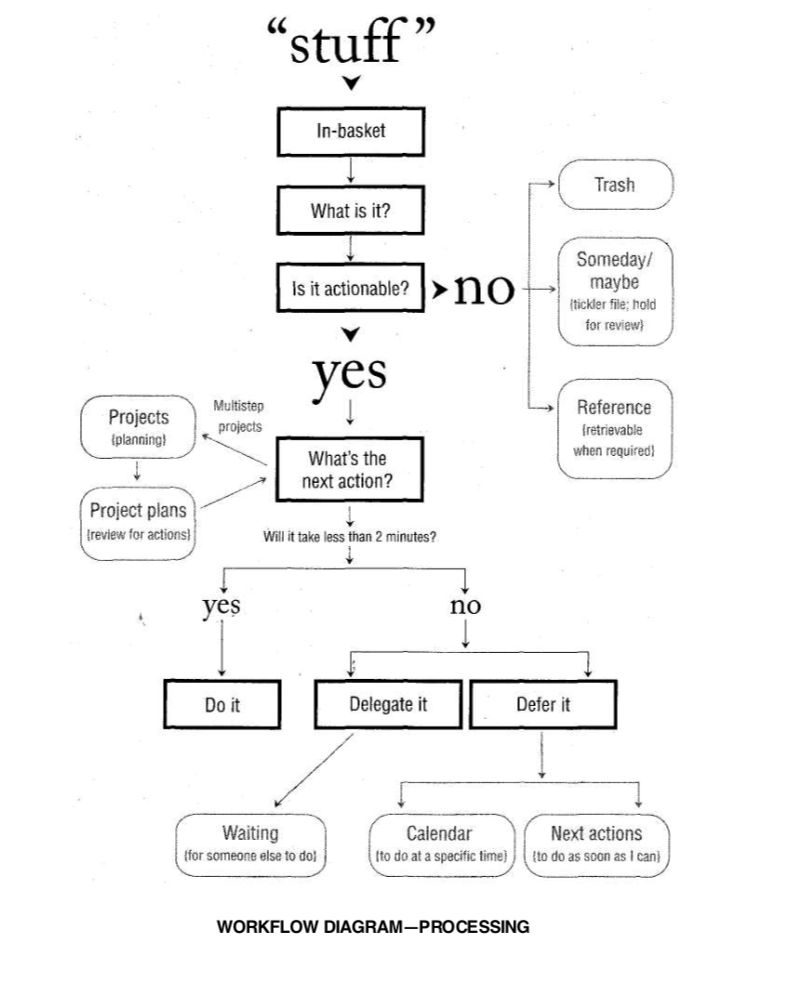 “stuff”
In-basket
What is it?
Is it actionable?
no
Trash
Someday/
maybe
(tickler file; hold
for review)
Reference
(retrievable
when required)
yes
Multistep
projects
Projects
(planning)
Project plans
(review for actions)
What's the
next action?
Will it take less than 2 minutes?
yes
no
Do it
Delegate it
Defer it
Waiting
(for someone else to do)
Calendar
(to do at a specific time)
Next actions
(to do as soon as I can)
WORKFLOW DIAGRAM—PROCESSING